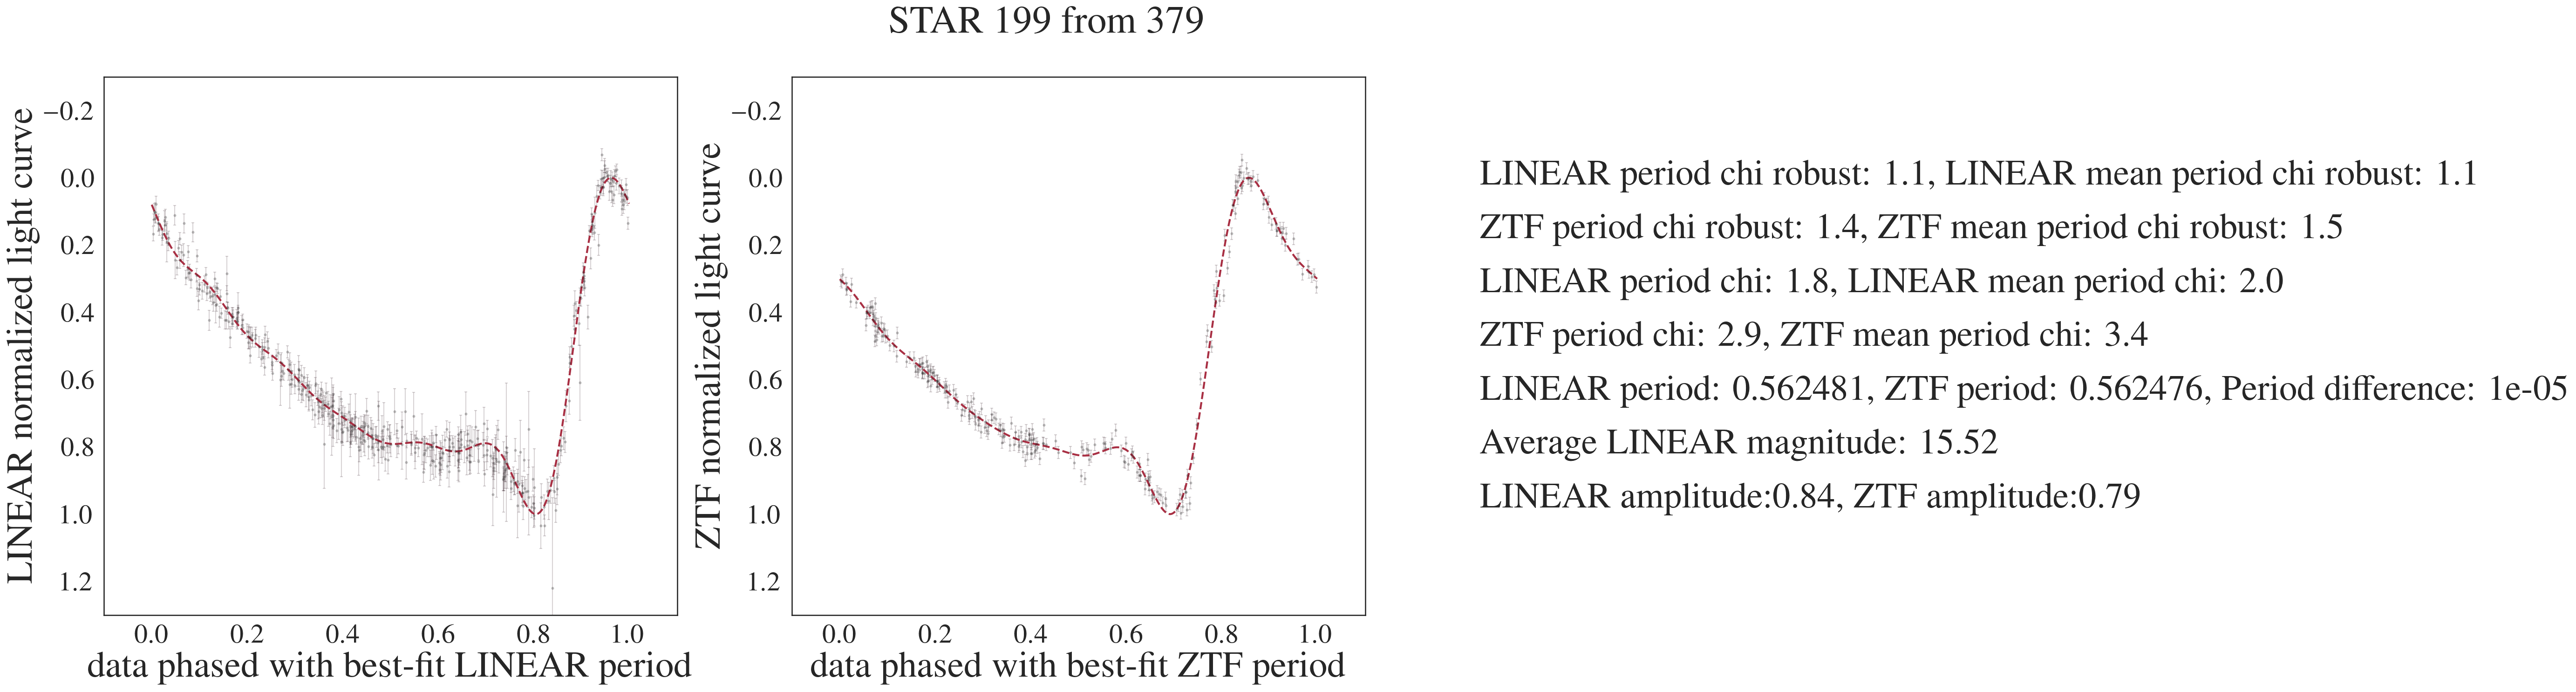 STAR 199 from 379
LINEAR normalized light curve
−0.2
0.0
0.2
0.4
0.6
0.8
1.0
1.2
0.0 0.2 0.4 0.6 0.8 1.0
data phased with best-fit LINEAR period
ZTF normalized light curve
−0.2
0.0
0.2
0.4
0.6
0.8
1.0
1.2
0.0 0.2 0.4 0.6 0.8 1.0
data phased with best-fit ZTF period
LINEAR period chi robust: 1.1, LINEAR mean period chi robust: 1.1
ZTF period chi robust: 1.4, ZTF mean period chi robust: 1.5
LINEAR period chi: 1.8, LINEAR mean period chi: 2.0
ZTF period chi: 2.9, ZTF mean period chi: 3.4
LINEAR period: 0.562481, ZTF period: 0.562476, Period difference: 1e-05
Average LINEAR magnitude: 15.52
LINEAR amplitude:0.84, ZTF amplitude:0.79